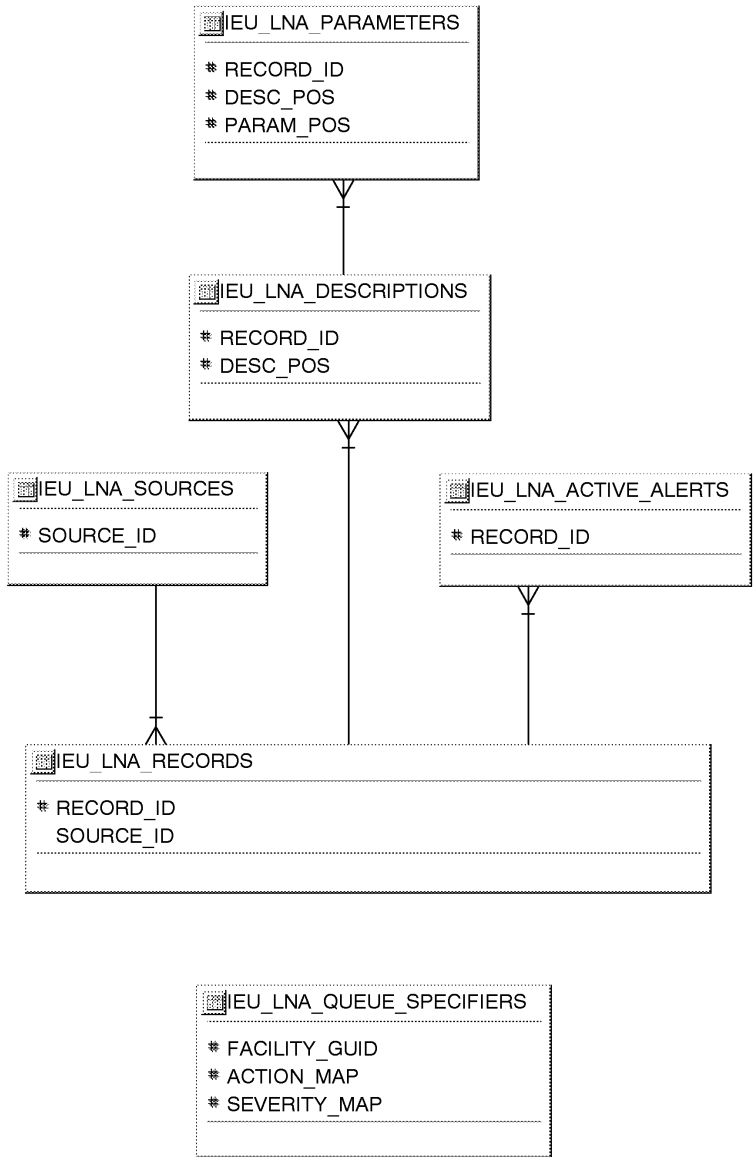 IEU_LNA_PARAMETERS
# RECORD_ID
# DESC_POS
# PARAM_POS
IEU_LNA_DESCRIPTIONS
# RECORD_ID
# DESC_POS
IEU_LNA_SOURCES
# SOURCE_ID
IEU_LNA_ACTIVE_ALERTS
# RECORD_ID
IEU_LNA_RECORDS
# RECORD_ID
SOURCE_ID
IEU_LNA_QUEUE_SPECIFIERS
# FACILITY_GUID
# ACTION_MAP
# SEVERITY_MAP